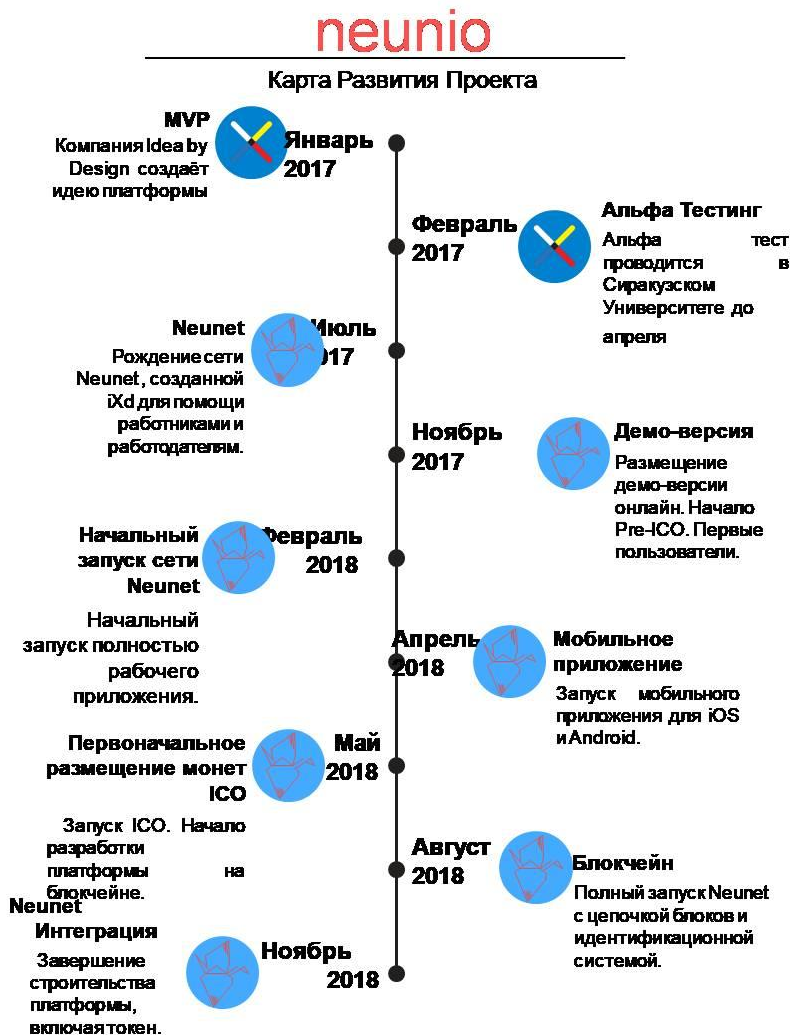 neunio
Карта Развития Проекта
MVP
Компания Idea by
Design создаёт
идею платформы
Январь
2017
Февраль
2017
Альфа Тестинг
Альфа тест
проводится в
Сиракузском
Университете до
апреля
Neunet
Рождение сети
Neunet, созданной
iXd для помощи
работниками и
работодателям.
Июль
2017
Ноябрь
2017
Демо-версия
Размещение
демо-версии
онлайн. Начало
Pre-ICO. Первые
пользователи.
Начальный
запуск сети
Neunet
Начальный
запуск полностью
рабочего
приложения.
Февраль
2018
Апрель
2018
Мобильное
приложение
Запуск мобильного
приложения для iOS
и Android.
Первоначальное
размещение монет
ICO
Запуск ICO. Начало
разработки
платформы на
блокчейне.
Май
2018
Август
2018
Блокчейн
Полный запуск Neunet
с цепочкой блоков и
идентификационной
системой.
Neunet
Интеграция
Завершение
строительства
платформы,
включая токен.
Ноябрь
2018